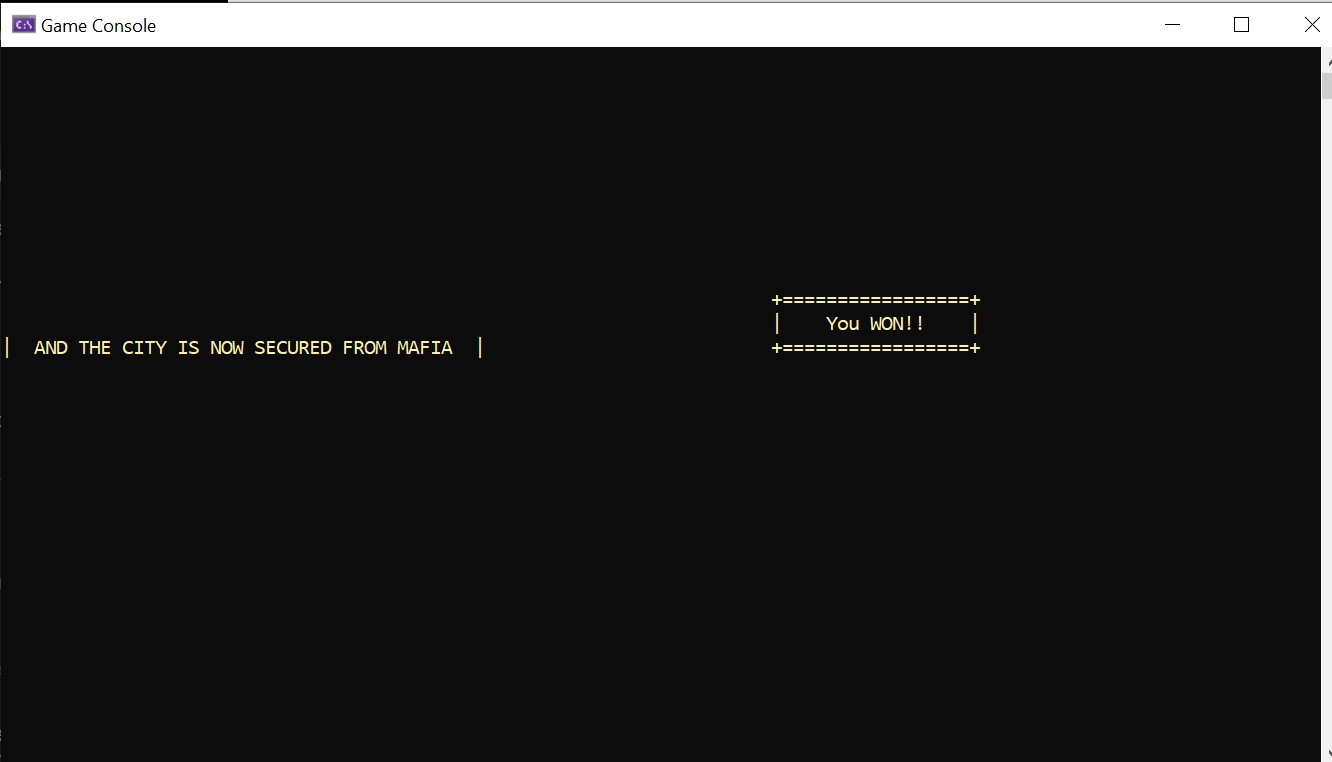 Game Console
+=================+
|    You WON!!    |
|  AND THE CITY IS NOW SECURED FROM MAFIA  |
+=================+